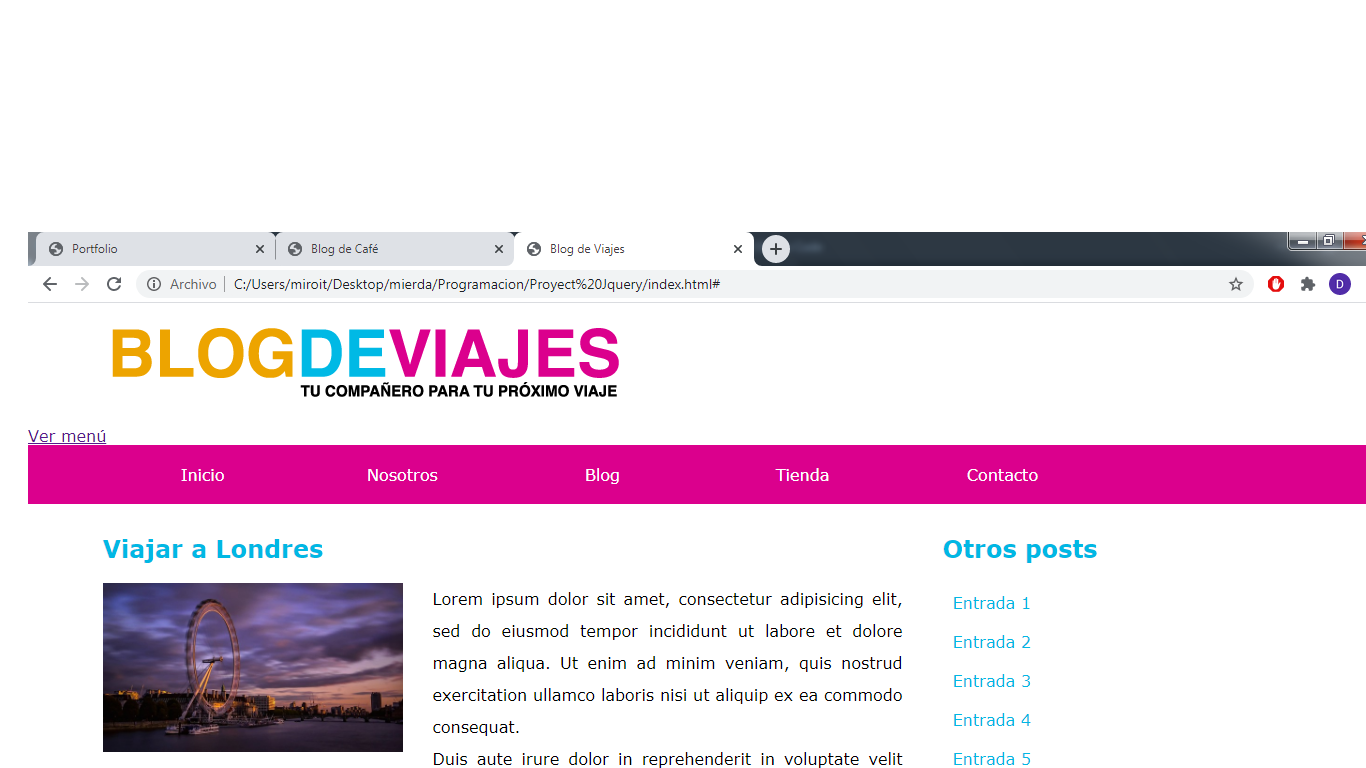 Portfolio
Blog de Café
Blog de Viajes
Archivo C:/Users/miroit/Desktop/mierda/Programacion/Proyect%20Jquery/index.html#
D
BLOGDEVIAJES
TU COMPAÑERO PARA TU PRÓXIMO VIAJE
Ver menú
Inicio Nosotros Blog Tienda Contacto
Viajar a Londres
Lorem ipsum dolor sit amet, consectetur adipisicing elit,
sed do eiusmod tempor incididunt ut labore et dolore
magna aliqua. Ut enim ad minim veniam, quis nostrud
exercitation ullamco laboris nisi ut aliquip ex ea commodo
consequat.
Duis aute irure dolor in reprehenderit in voluptate velit
Otros posts
Entrada 1
Entrada 2
Entrada 3
Entrada 4
Entrada 5